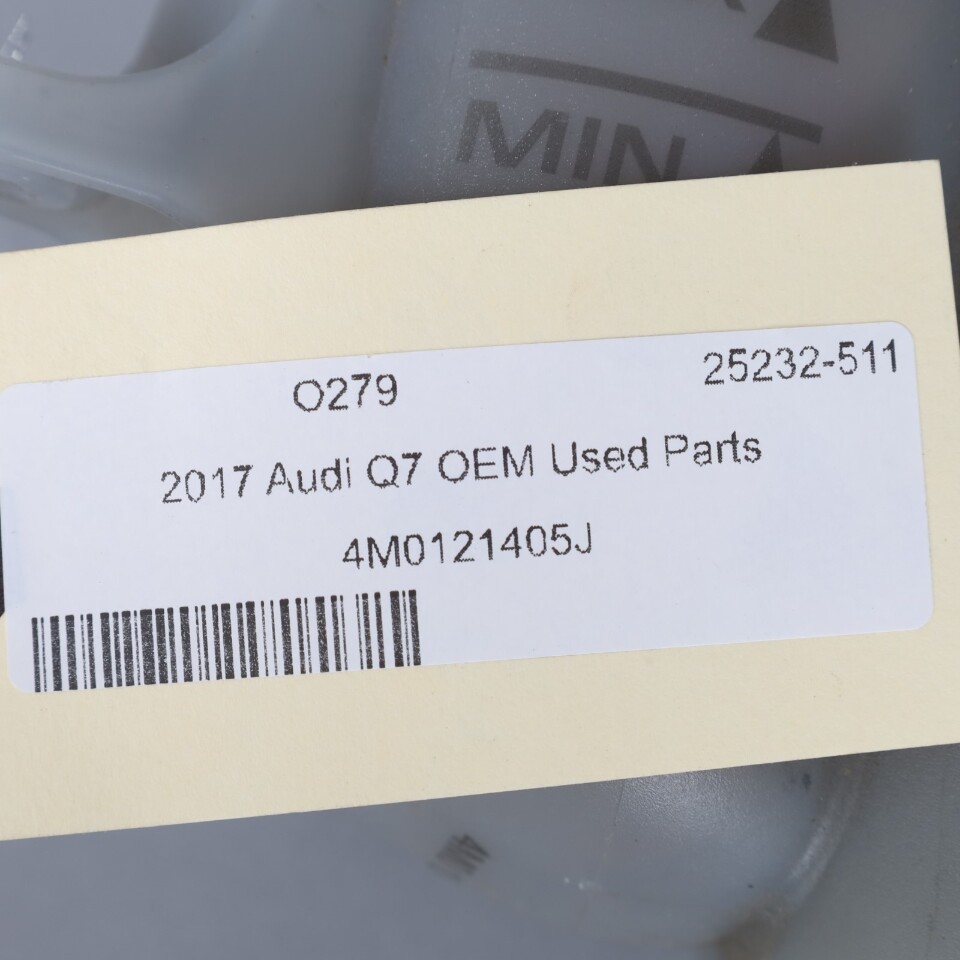 MIN
O279
25232-511
2017 Audi Q7 OEM Used Parts
4M0121405J